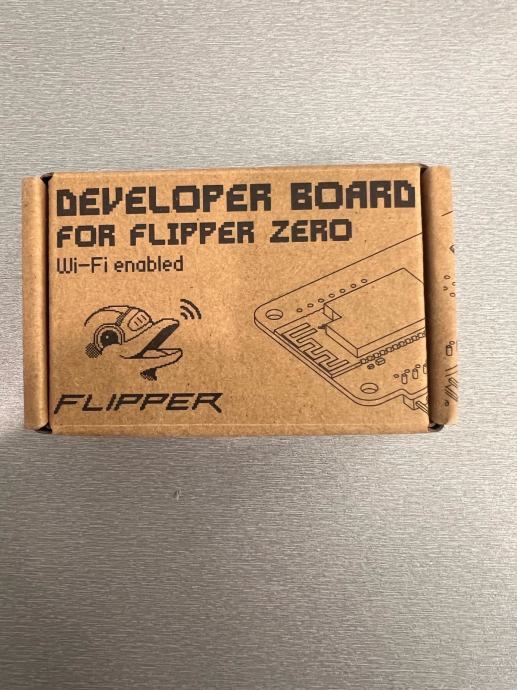 DEVELOPER BOARD
FOR FLIPPER ZERO
Wi-Fi enabled
FLIPPER